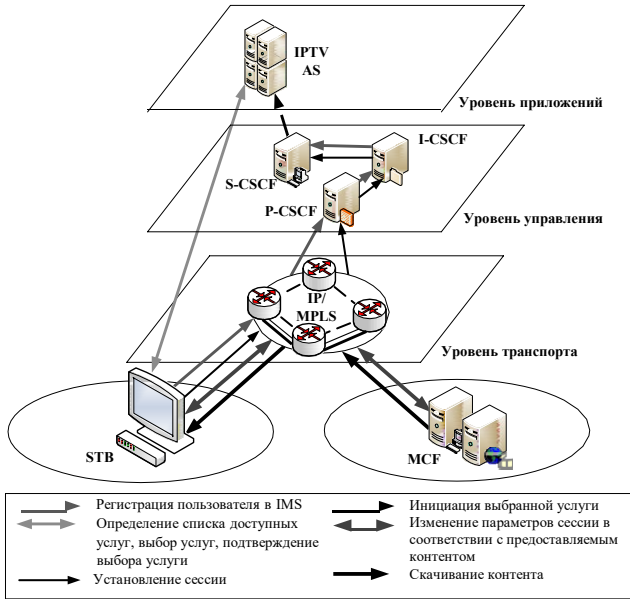 IPTV
AS
Уровень приложений
I-CSCF
S-CSCF
P-CSCF
Уровень управления
IP/
MPLS
Уровень транспорта
STB
MCF
Регистрация пользователя в IMS
Определение списка доступных
услуг, выбор услуг, подтверждение
выбора услуги
Установление сессии
Инициация выбранной услуги
Изменение параметров сессии в
соответствии с предоставляемым
контентом
Скачивание контента